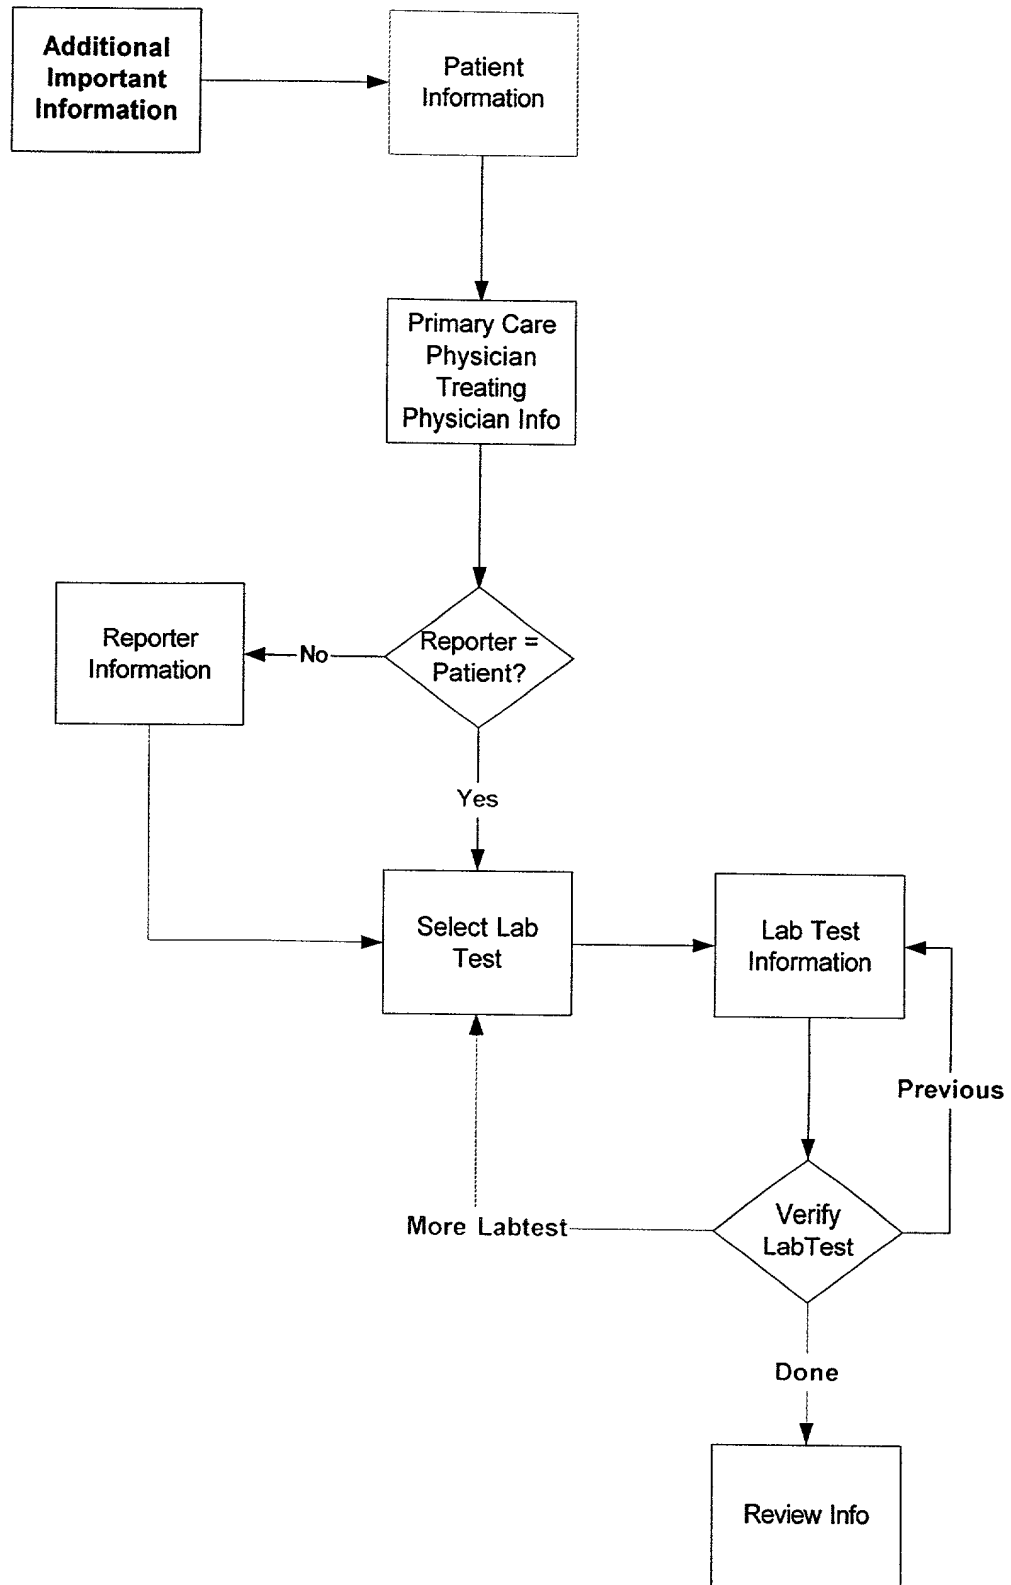 Additional
Important
Information
Patient
Information
Primary Care
Physician
Treating
Physician Info
Reporter =
Patient?
No
Reporter
Information
Yes
Select Lab
Test
Lab Test
Information
Previous
Verify
LabTest
More Labtest
Done
Review Info